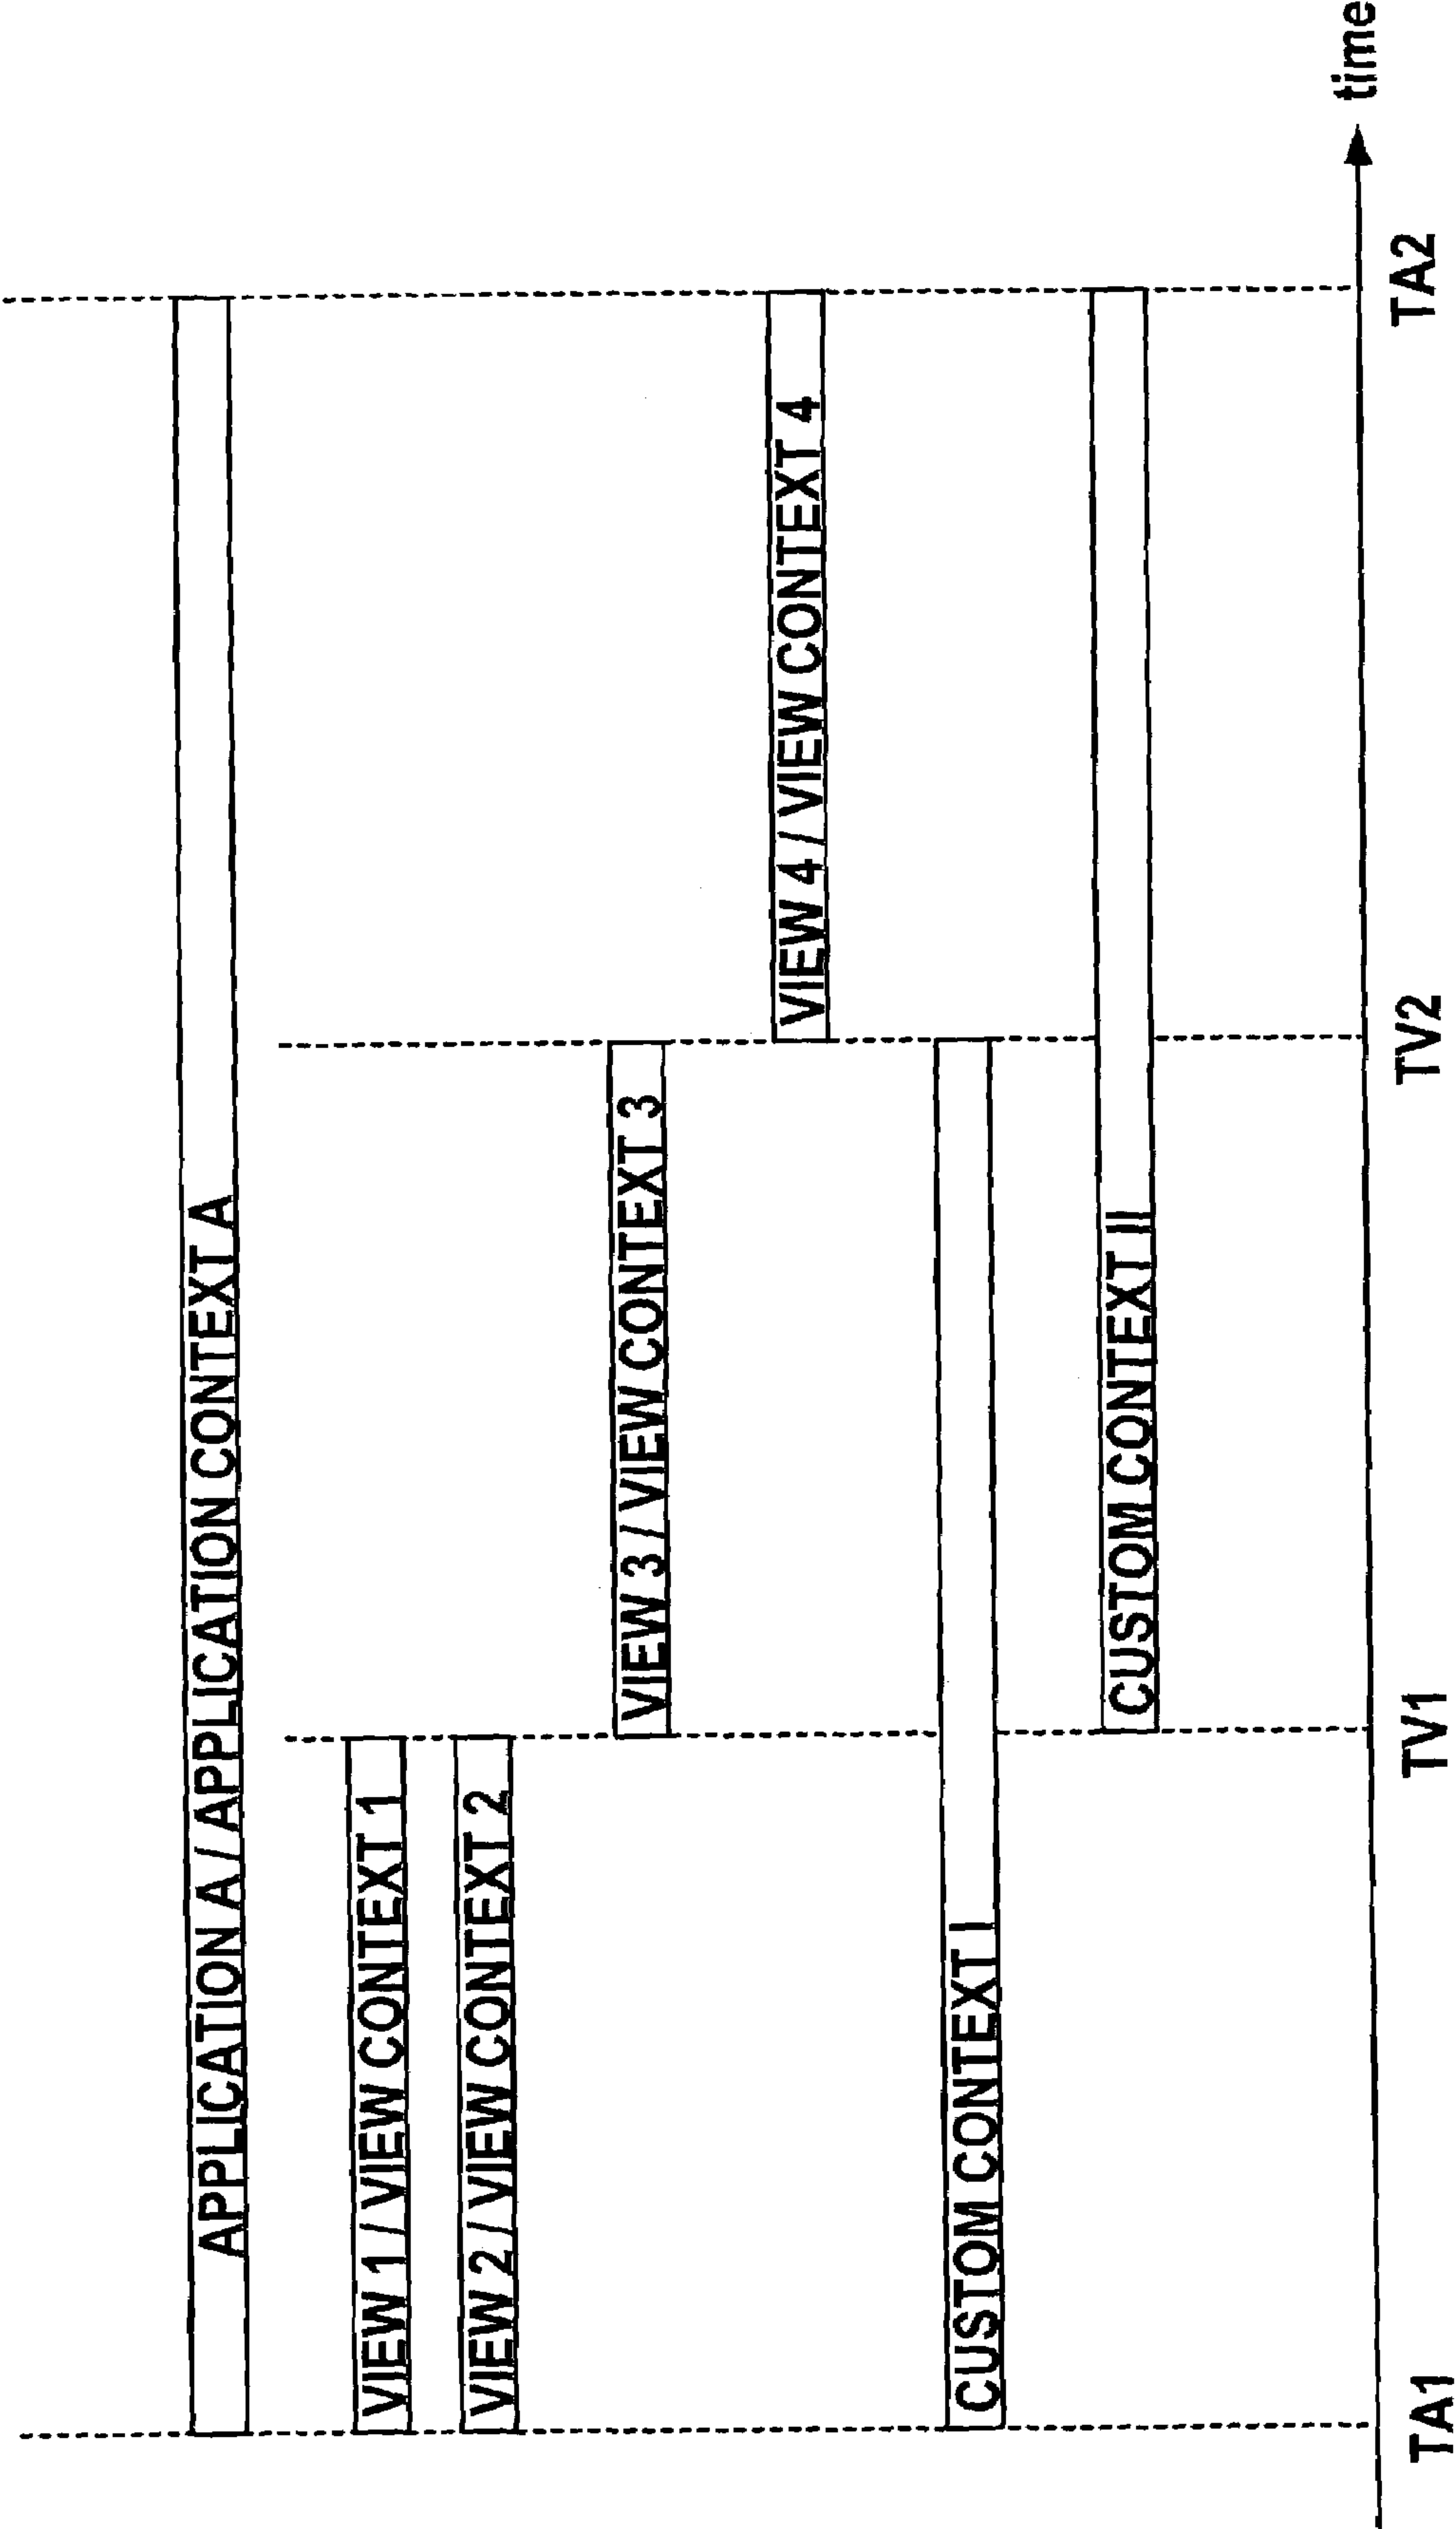 APPLICATION A / APPLICATION CONTEXT A
VIEW 1 / VIEW CONTEXT 1
VIEW 2 / VIEW CONTEXT 2
VIEW 3 / VIEW CONTEXT 3
VIEW 4 / VIEW CONTEXT 4
CUSTOM CONTEXT I
CUSTOM CONTEXT II
time
TA1
TV1
TV2
TA2